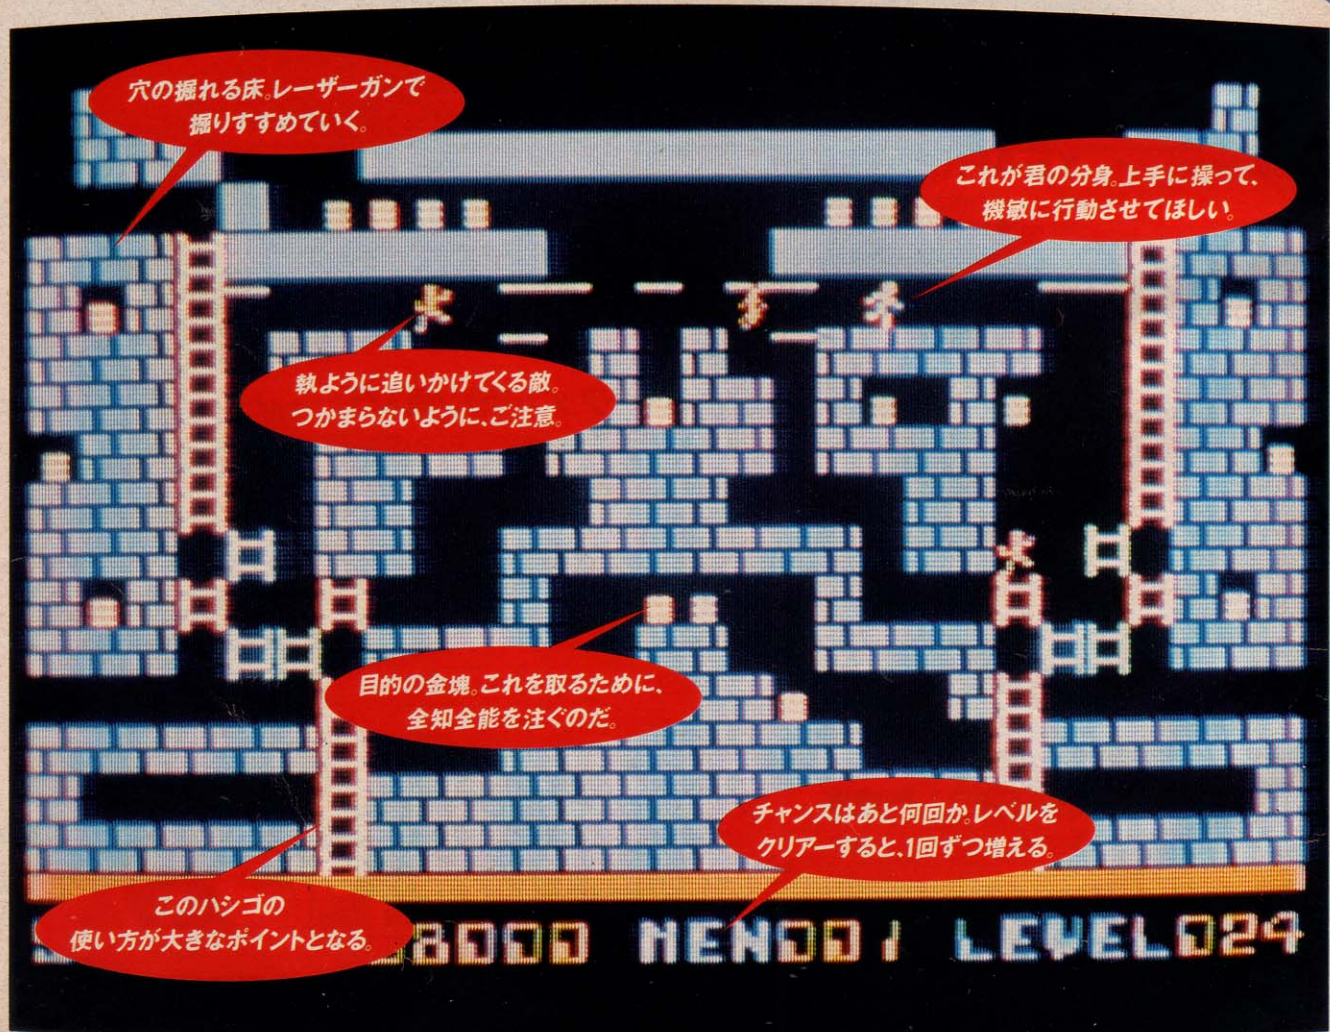 穴の掘れる床。レーザーガンで
掘りすすめていく。
これが君の分身。上手に操って、
機敏に行動させてほしい。
執ように追いかけてくる敵。
つかまらないように、ご注意。
目的の金塊。これを取るために、
全知全能を注ぐのだ。
チャンスはあと何回か。レベルを
クリアーすると、1回ずつ増える。
このハシゴの
使い方が大きなポイントとなる。
8000 MEN001 LEVEL024